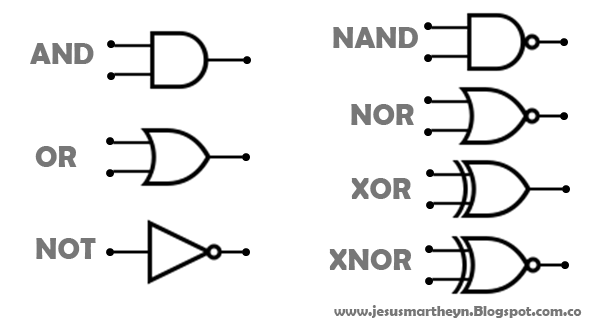 AND
OR
NOT
NAND
NOR
XOR
XNOR
www.jesusmartheyn.Blogspot.com.co